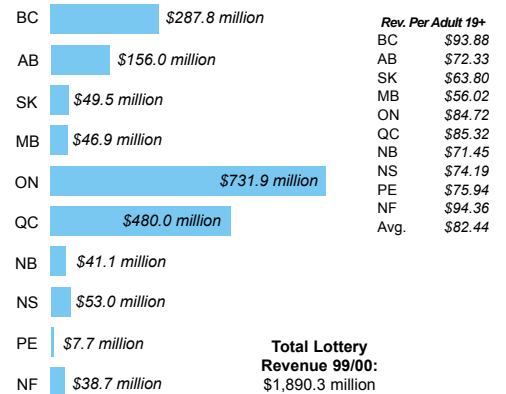 BC $287.8 million
AB $156.0 million
SK $49.5 million
MB $46.9 million
ON $731.9 million
QC $480.0 million
NB $41.1 million
NS $53.0 million
PE $7.7 million
NF $38.7 million
Rev. Per Adult 19+
BC $93.88
AB $72.33
SK $63.80
MB $56.02
ON $84.72
QC $85.32
NB $71.45
NS $74.19
PE $75.94
NF $94.36
Avg. $82.44
Total Lottery
Revenue 99/00:
$1,890.3 million